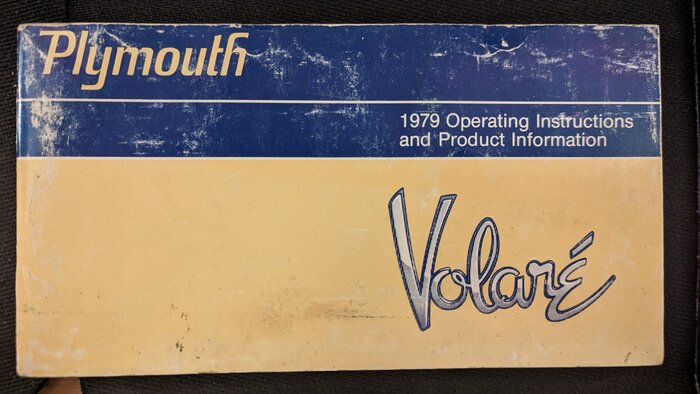 Plymouth
1979 Operating Instructions
and Product Information
Volaré